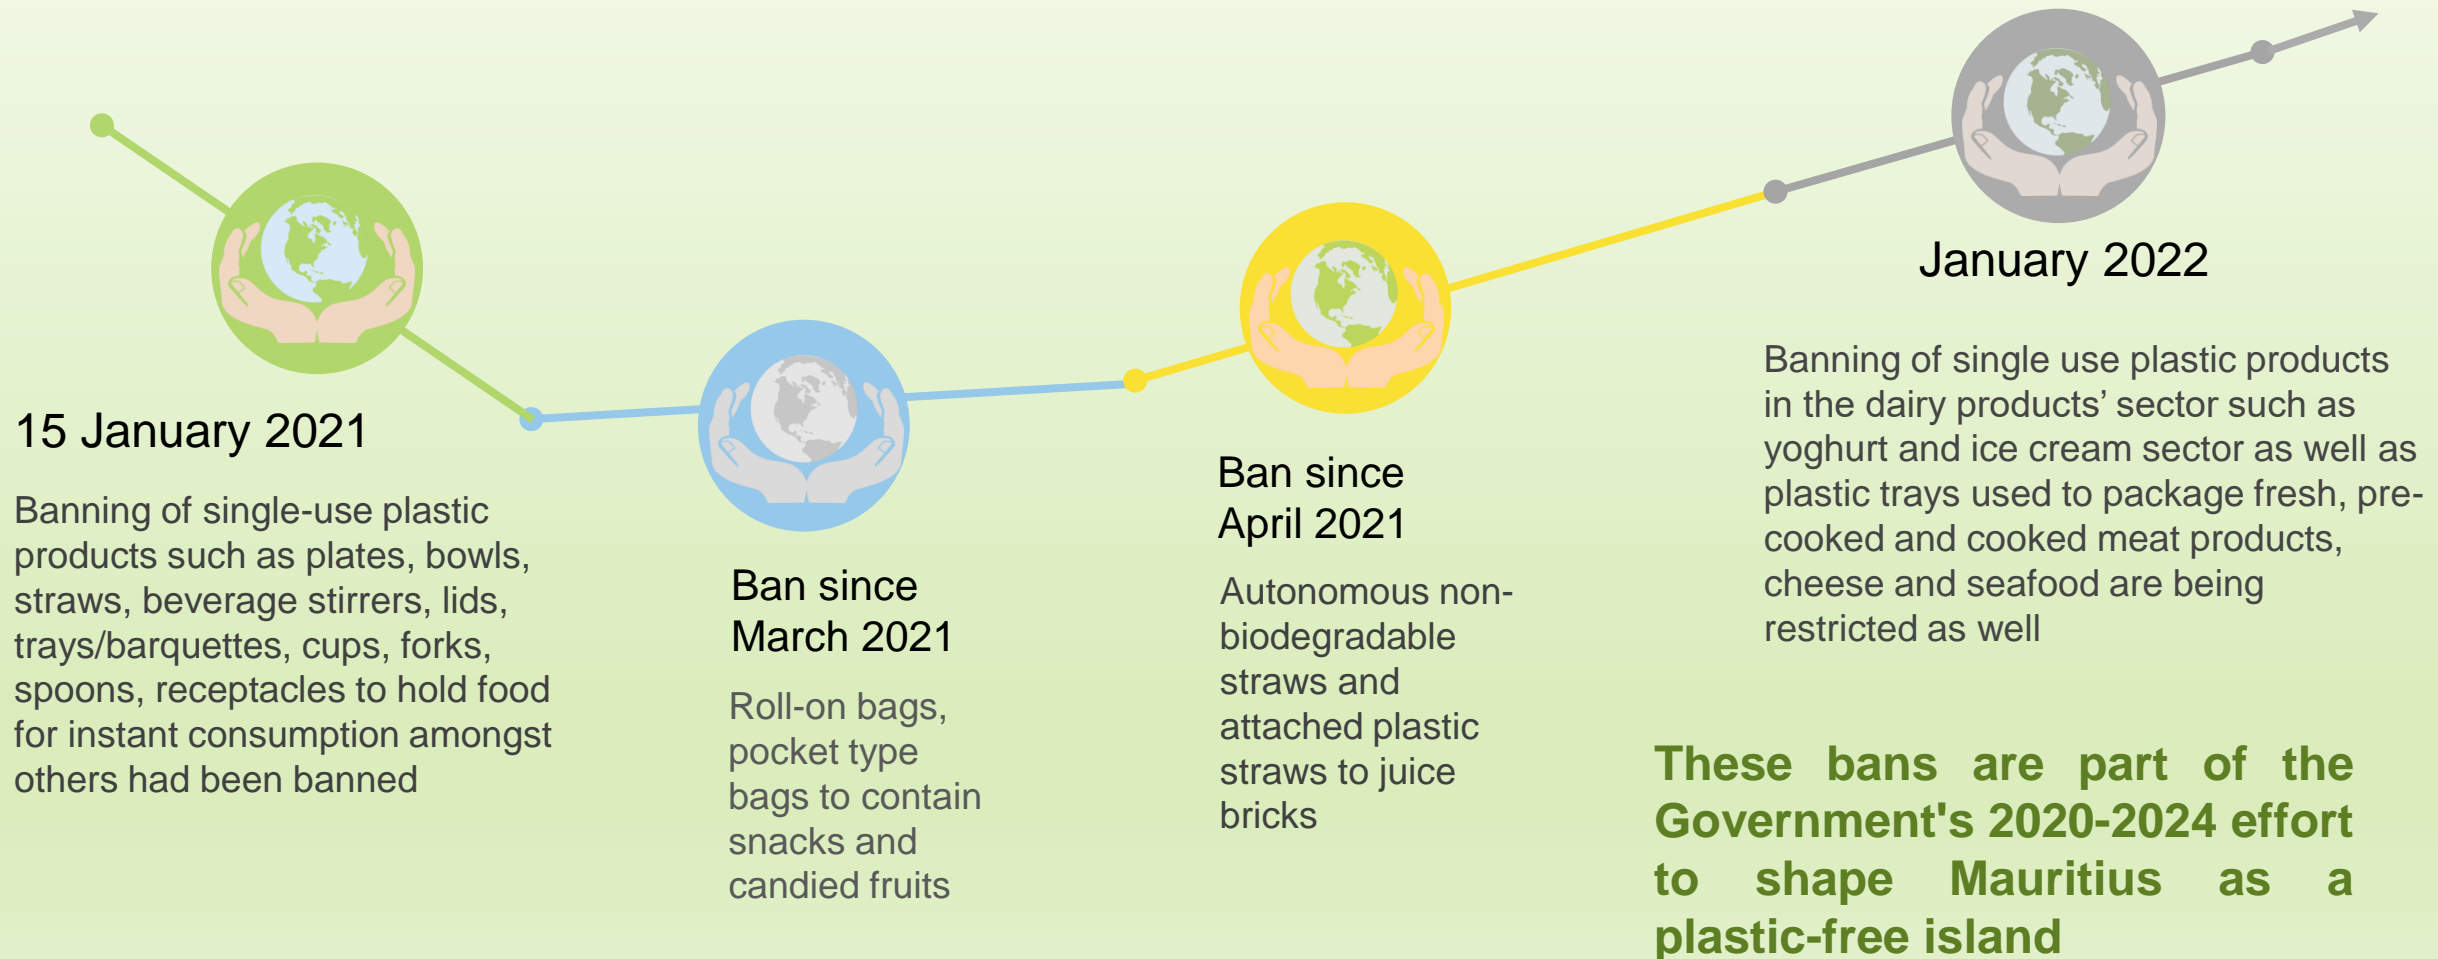 15 January 2021
Banning of single-use plastic
products such as plates, bowls,
straws, beverage stirrers, lids,
trays/barquettes, cups, forks,
spoons, receptacles to hold food
for instant consumption amongst
others had been banned
Ban since
March 2021
Roll-on bags,
pocket type
bags to contain
snacks and
candied fruits
Ban since
April 2021
Autonomous non-
biodegradable
straws and
attached plastic
straws to juice
bricks
January 2022
Banning of single use plastic products
in the dairy products’ sector such as
yoghurt and ice cream sector as well as
plastic trays used to package fresh, pre-
cooked and cooked meat products,
cheese and seafood are being
restricted as well
These bans are part of the
Government's 2020-2024 effort
to shape Mauritius as a
plastic-free island